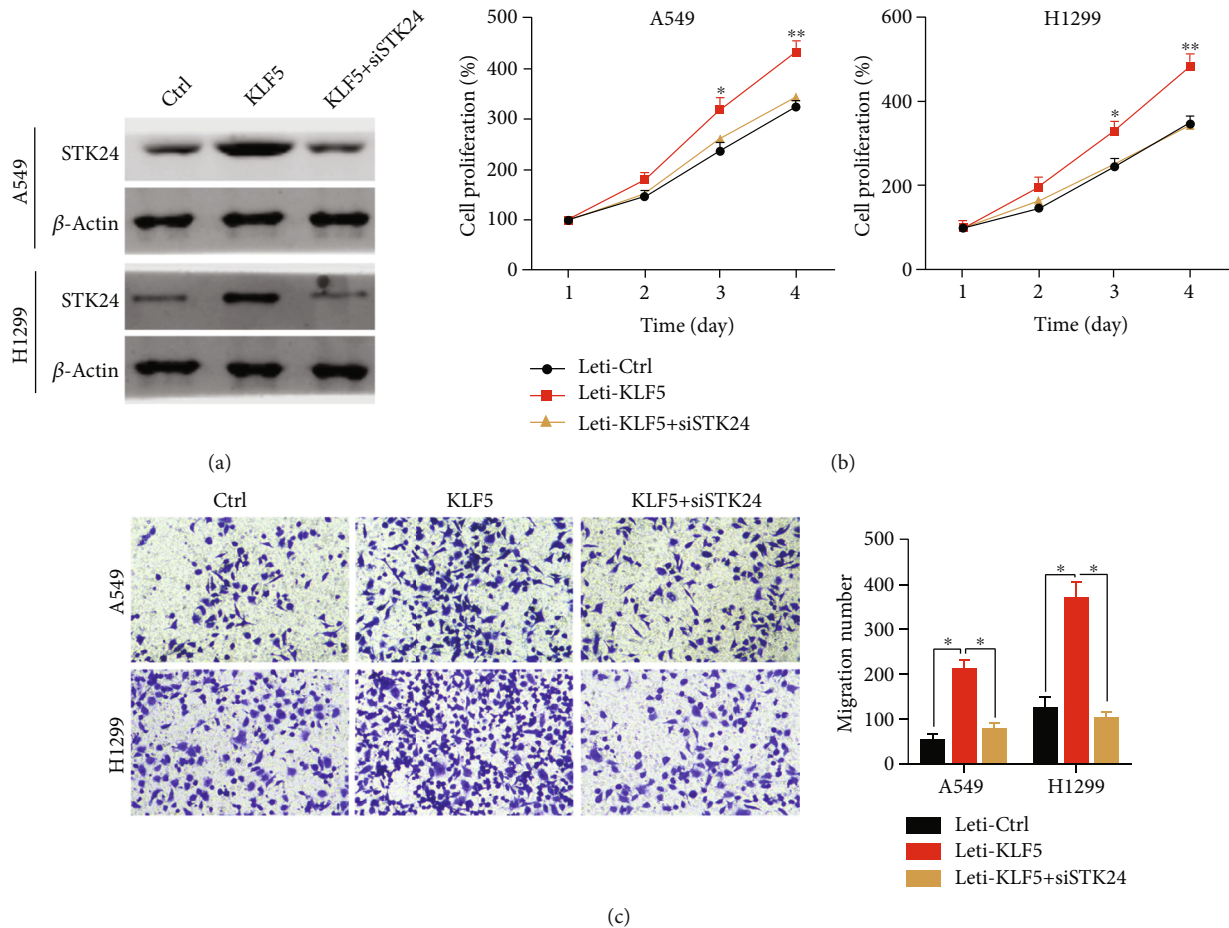 Ctrl
KLF5
KLF5+siSTK24
A549
STK24
β-Actin
H1299
STK24
β-Actin
(a)
A549
Cell proliferation (%)
500
400
300
200
100
0
*
**
1 2 3 4
Time (day)
H1299
Cell proliferation (%)
600
400
200
0
*
**
1 2 3 4
Time (day)
Leti-Ctrl
Leti-KLF5
Leti-KLF5+siSTK24
(b)
Ctrl
KLF5
KLF5+siSTK24
A549
H1299
Migration number
500
400
300
200
100
0
* *
* *
A549
H1299
Leti-Ctrl
Leti-KLF5
Leti-KLF5+siSTK24
(c)